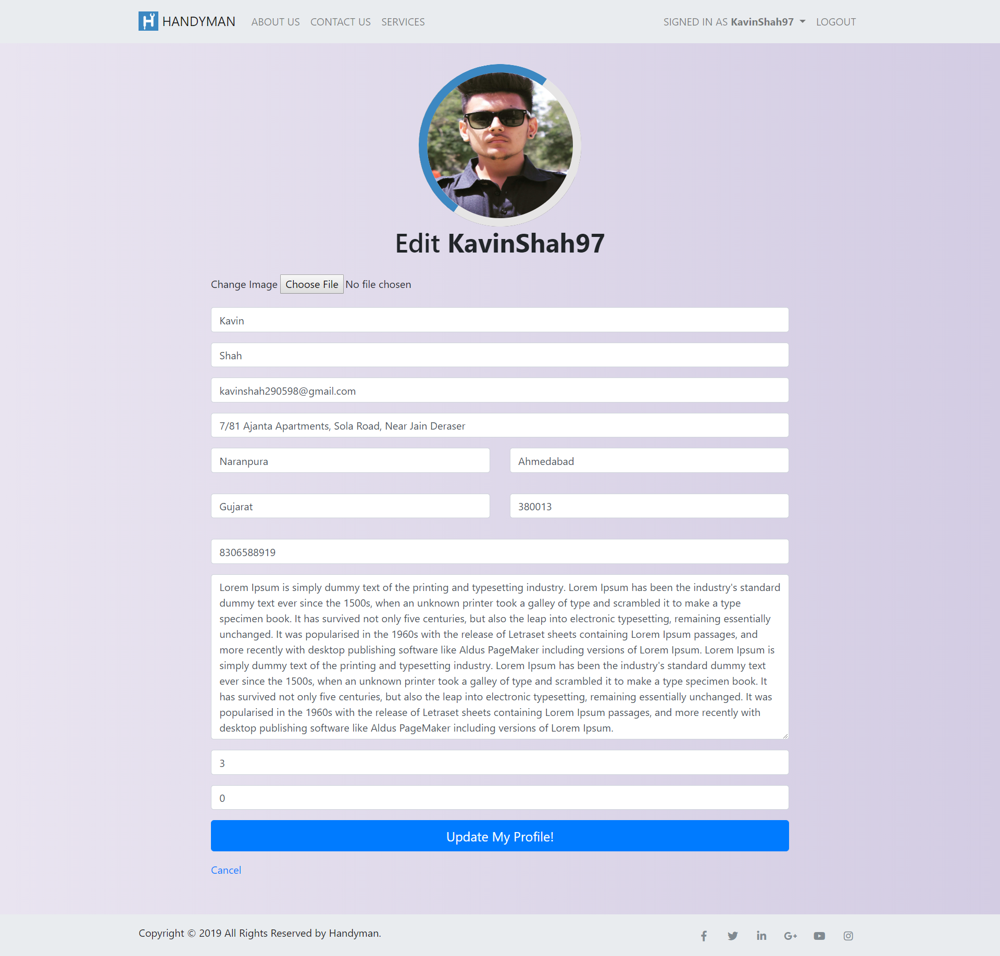 HANDYMAN ABOUT US CONTACT US SERVICES SIGNED IN AS KavinShah97 LOGOUT
Edit KavinShah97
Change Image Choose File No file chosen
Kavin
Shah
kavinshah290598@gmail.com
7/81 Ajanta Apartments, Sola Road, Near Jain Deraser
Naranpura Ahmedabad
Gujarat 380013
8306588919
Lorem Ipsum is simply dummy text of the printing and typesetting industry. Lorem Ipsum has been the industry's standard
dummy text ever since the 1500s, when an unknown printer took a galley of type and scrambled it to make a type
specimen book. It has survived not only five centuries, but also the leap into electronic typesetting, remaining essentially
unchanged. It was popularised in the 1960s with the release of Letraset sheets containing Lorem Ipsum passages, and
more recently with desktop publishing software like Aldus PageMaker including versions of Lorem Ipsum. Lorem Ipsum is
simply dummy text of the printing and typesetting industry. Lorem Ipsum has been the industry's standard dummy text
ever since the 1500s, when an unknown printer took a galley of type and scrambled it to make a type specimen book. It
has survived not only five centuries, but also the leap into electronic typesetting, remaining essentially unchanged. It was
popularised in the 1960s with the release of Letraset sheets containing Lorem Ipsum passages, and more recently with
desktop publishing software like Aldus PageMaker including versions of Lorem Ipsum.
3
0
Update My Profile!
Cancel
Copyright © 2019 All Rights Reserved by Handyman.